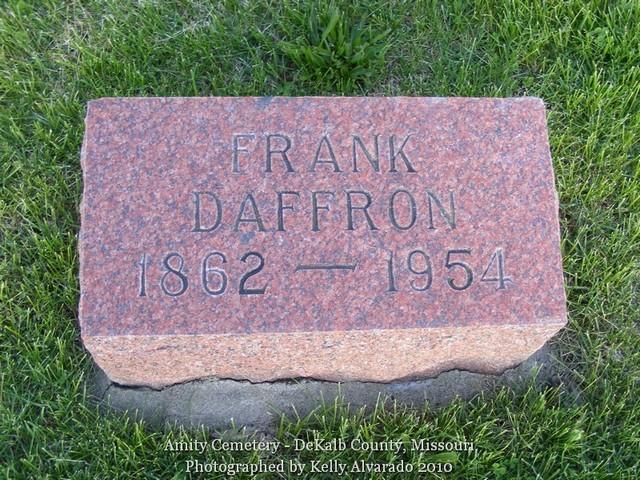 FRANK
DAFFRON
1862 — 1954
Amity Cemetery - DeKalb County, Missouri
Photographed by Kelly Alvarado 2010